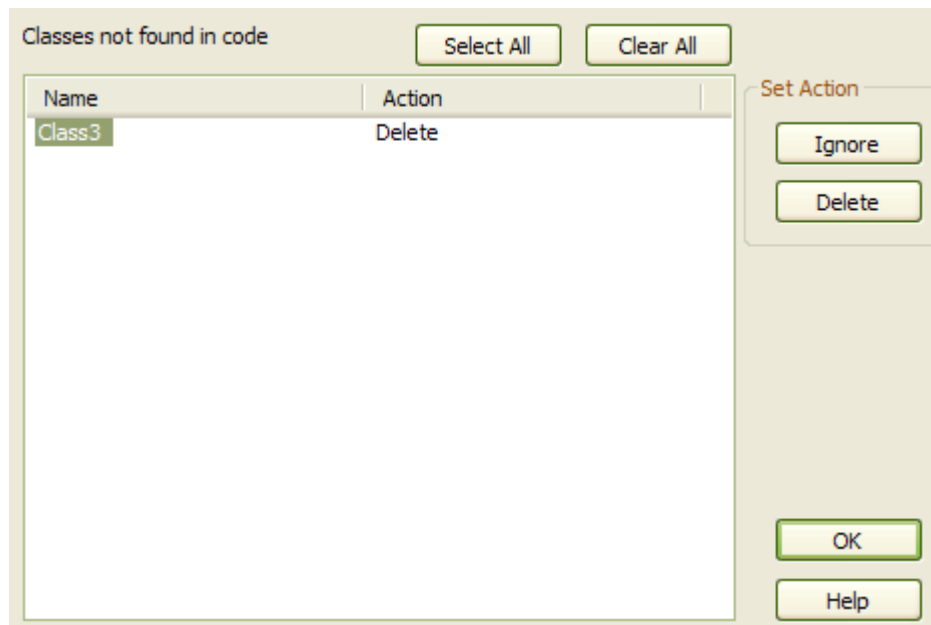 Classes not found in code
Select All
Clear All
Name Action
Class3 Delete
Set Action
Ignore
Delete
OK
Help